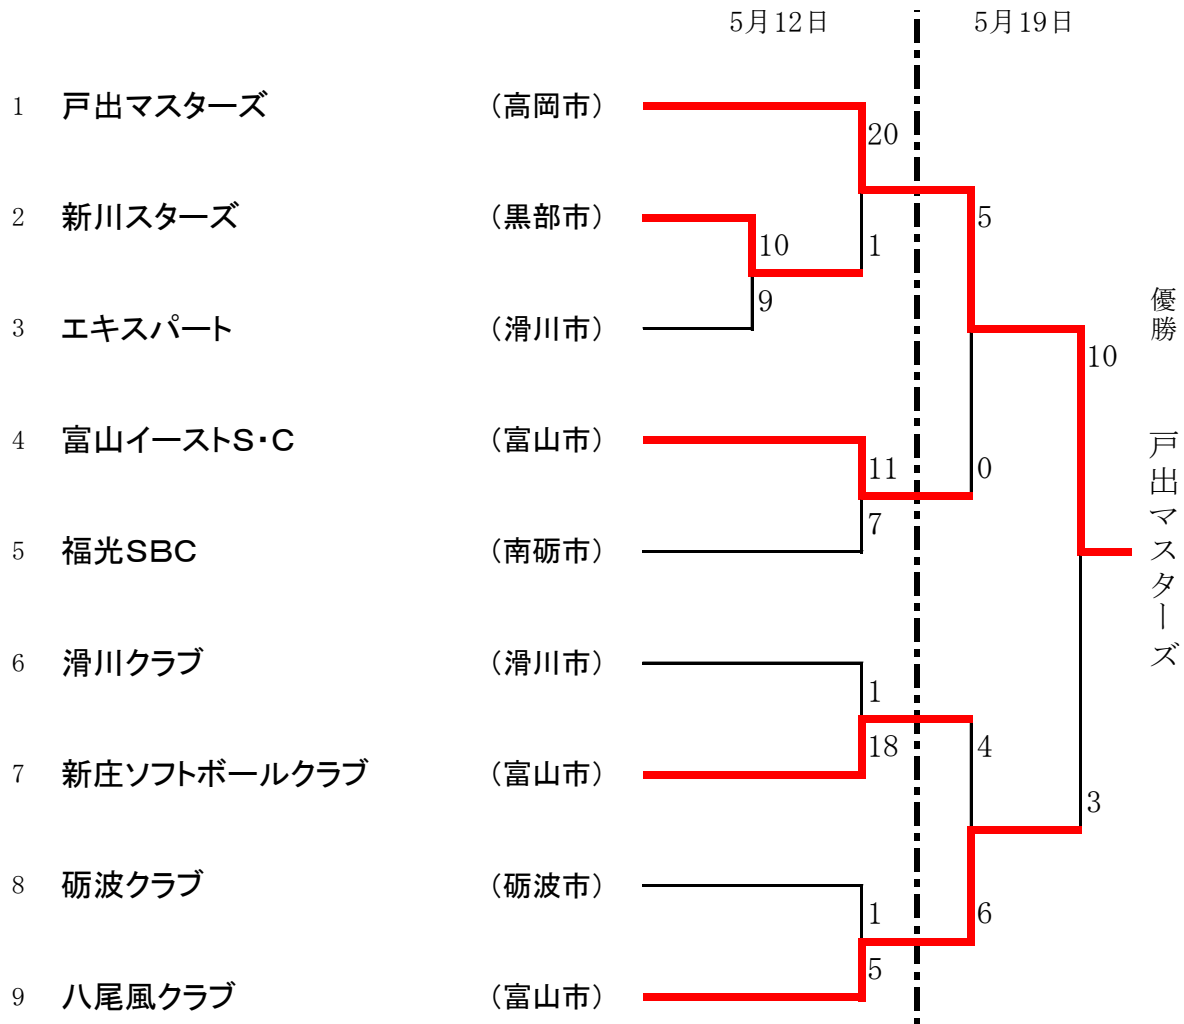 5月12日 5月19日
1 戸出マスターズ （高岡市）
20
2 新川スターズ （黒部市）
5
10
1
9
3 エキスパート （滑川市）
優勝
10
4 富山イーストS・C （富山市）
戸出マスターズ
11
0
7
5 福光SBC （南砺市）
6 滑川クラブ （滑川市）
1
18
4
7 新庄ソフトボールクラブ （富山市）
3
8 砺波クラブ （砺波市）
1
6
5
9 八尾風クラブ （富山市）